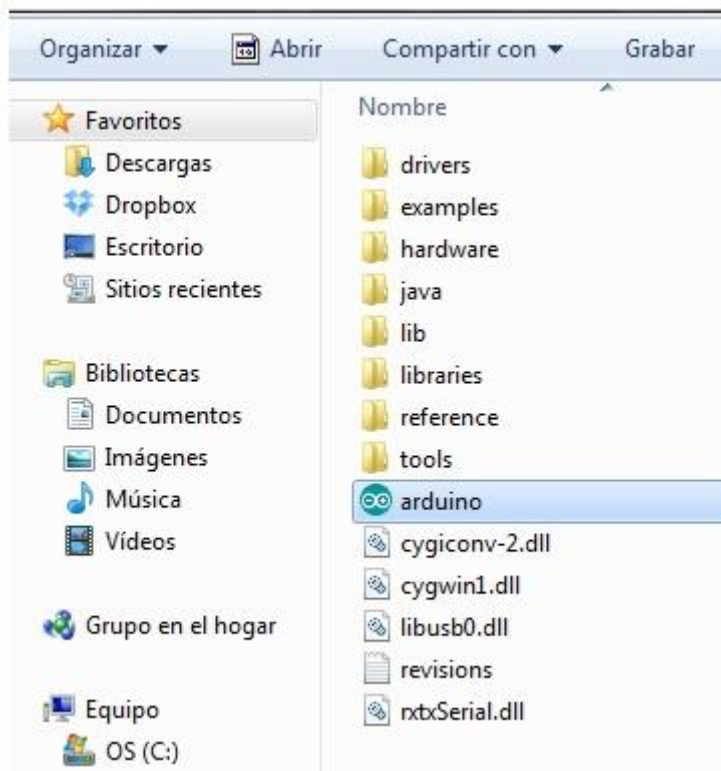 Organizar
Abrir
Compartir con
Grabar
Favoritos
Descargas
Dropbox
Escritorio
Sitios recientes
Bibliotecas
Documentos
Imágenes
Música
Vídeos
Grupo en el hogar
Equipo
OS (C:)
Nombre
drivers
examples
hardware
java
lib
libraries
reference
tools
arduino
cygiconv-2.dll
cygwin1.dll
libusb0.dll
revisions
rxtxSerial.dll